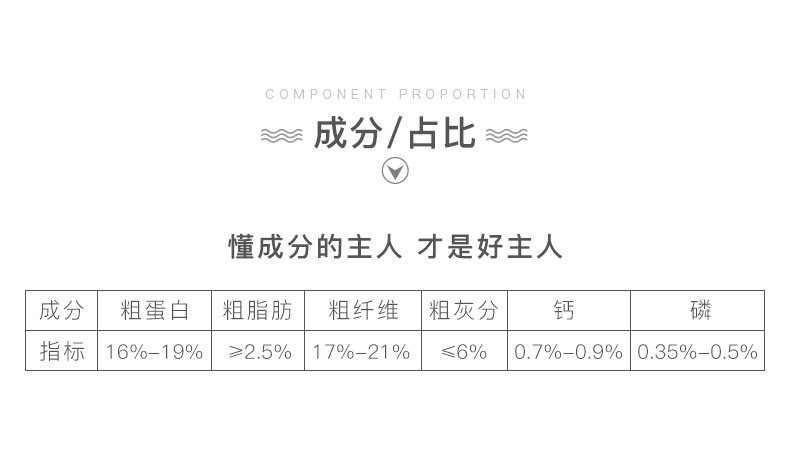 COMPONENT PROPORTION
成分/占比
懂成分的主人 才是好主人
成分 粗蛋白 粗脂肪 粗纤维 粗灰分 钙 磷
指标 16%-19% ≥2.5% 17%-21% ≤6% 0.7%-0.9% 0.35%-0.5%